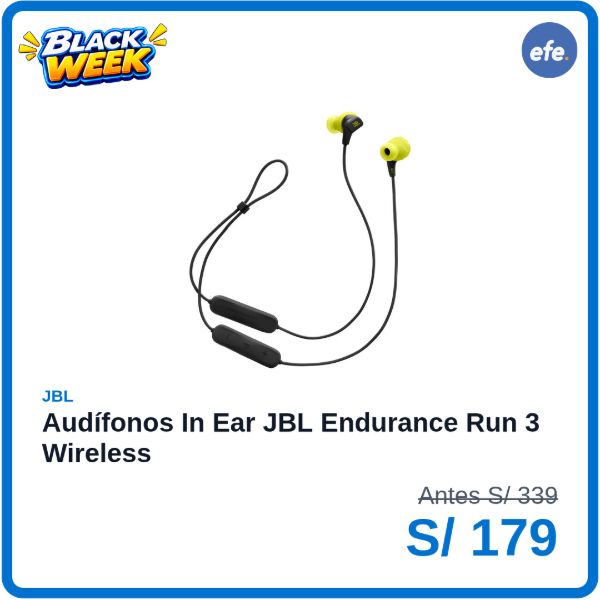 BLACK
WEEK
efe.
JBL
Audífonos In Ear JBL Endurance Run 3
Wireless
Antes S/ 339
S/ 179